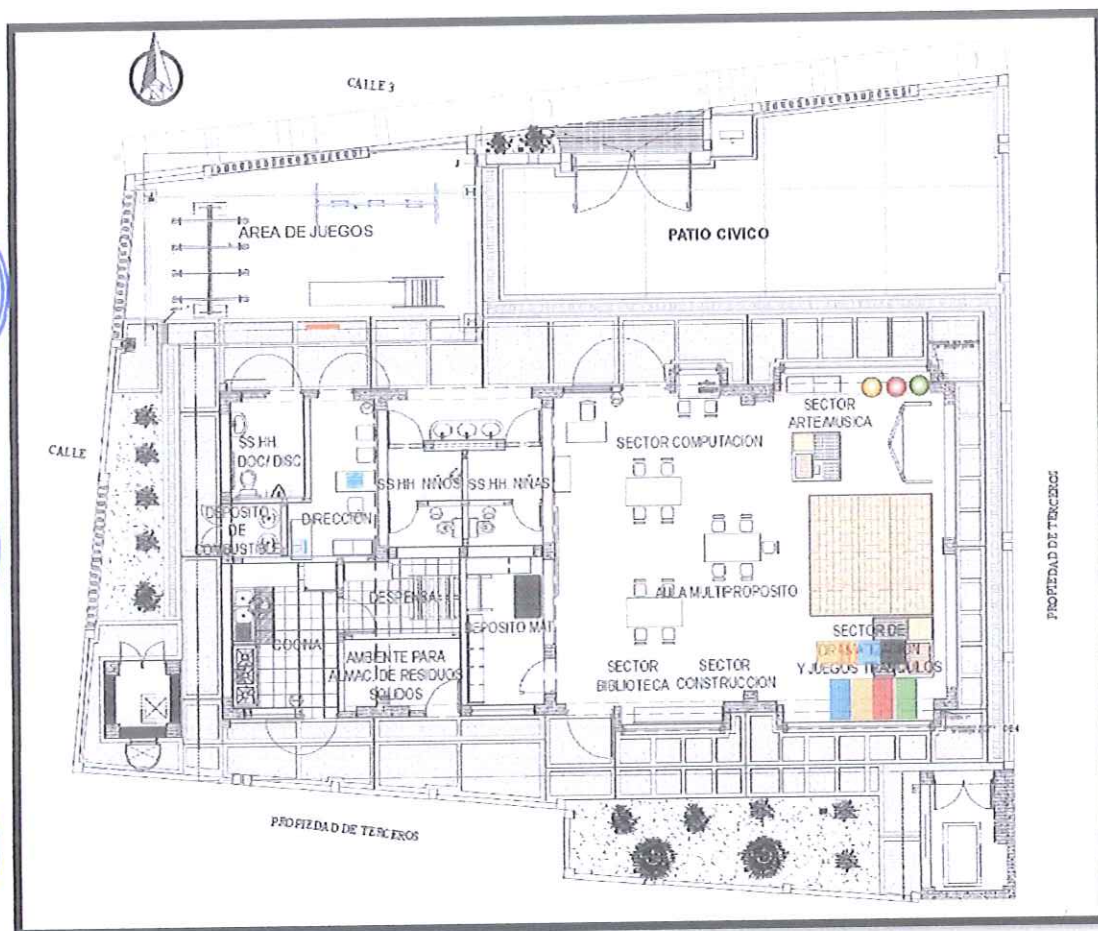 CALLE 3
AREA DE JUEGOS
PATIO CIVICO
CALLE
SS.HH
DOC/ DISC
SECTOR
ARTE/MUSICA
SECTOR COMPUTACION
SS.HH. NIÑOS
SS.HH. NIÑAS
DEPOSITO
DE
COMBUSTIBLE
DIRECCION
PROPIEDAD DE TERCEROS
DESPENSA
AULA MULTIPROPOSITO
DEPOSITO MAT.
COCINA
AMBIENTE PARA
ALMAC. DE RESIDUOS
SOLIDOS
SECTOR
BIBLIOTECA
SECTOR
CONSTRUCCION
SECTOR DE
DRAMATIZACION
Y JUEGOS TRANQUILOS
PROPIEDAD DE TERCEROS